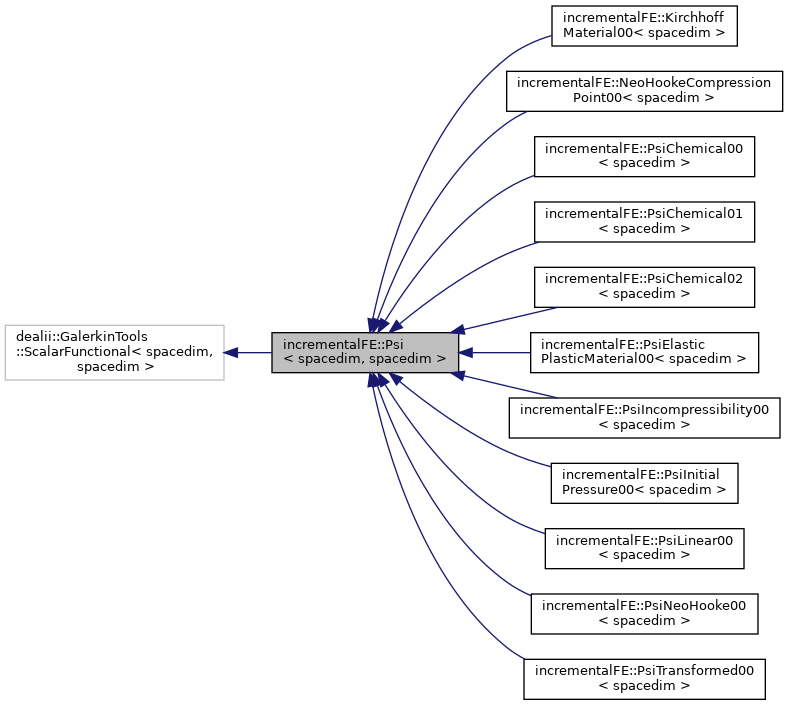 incrementalFE::Kirchhoff
Material00< spacedim >
incrementalFE::NeoHookeCompression
Point00< spacedim >
incrementalFE::PsiChemical00
< spacedim >
incrementalFE::PsiChemical01
< spacedim >
incrementalFE::PsiChemical02
< spacedim >
dealii::GalerkinTools
::ScalarFunctional< spacedim,
spacedim >
incrementalFE::Psi
< spacedim, spacedim >
incrementalFE::PsiElastic
PlasticMaterial00< spacedim >
incrementalFE::PsiIncompressibility00
< spacedim >
incrementalFE::PsiInitial
Pressure00< spacedim >
incrementalFE::PsiLinear00
< spacedim >
incrementalFE::PsiNeoHooke00
< spacedim >
incrementalFE::PsiTransformed00
< spacedim >